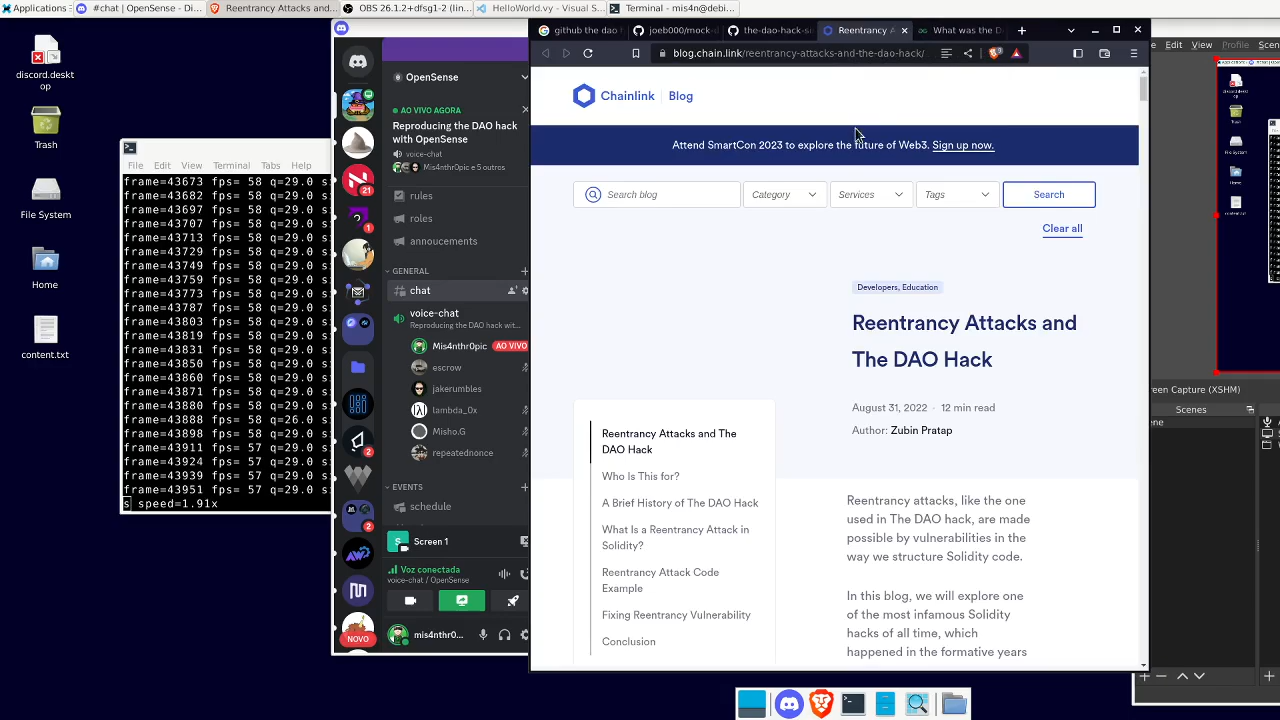 Applications
#chat | OpenSense - Di...
Reentrancy Attacks and...
OBS 26.1.2+dfsg1-2 (lin...
HelloWorld.vy - Visual S...
Terminal - mis4n@debi...
discord.deskt
op
Trash
File System
Home
content.txt
File Edit View Terminal Tabs Help
frame=43673 fps= 58 q=29.0
frame=43682 fps= 58 q=29.0
frame=43697 fps= 58 q=29.0
frame=43707 fps= 58 q=29.0
frame=43713 fps= 58 q=29.0
frame=43729 fps= 58 q=29.0
frame=43749 fps= 58 q=29.0
frame=43759 fps= 58 q=29.0
frame=43773 fps= 58 q=29.0
frame=43787 fps= 58 q=29.0
frame=43803 fps= 58 q=29.0
frame=43819 fps= 58 q=29.0
frame=43831 fps= 58 q=29.0
frame=43850 fps= 58 q=29.0
frame=43860 fps= 58 q=29.0
frame=43871 fps= 58 q=29.0
frame=43880 fps= 58 q=29.0
frame=43888 fps= 58 q=26.0
frame=43898 fps= 58 q=29.0
frame=43911 fps= 57 q=29.0
frame=43924 fps= 57 q=29.0
frame=43939 fps= 57 q=29.0
frame=43951 fps= 57 q=29.0
s speed=1.91x
OpenSense
AO VIVO AGORA
Reproducing the DAO hack
with OpenSense
voice-chat
Mis4nthr0pic e 5 outros
rules
roles
annoucements
GENERAL
chat
voice-chat
Reproducing the DAO hack wit...
Mis4nthr0pic AO VIVO
escrow
jakerumbles
lambda_0x
Misho.G
repeatednonce
EVENTS
schedule
Screen 1
Voz conectada
voice-chat / OpenSense
mis4nthr0...
21
1
2
2
NOVO
github the dao
joeb000/mock-
the-dao-hack-s
Reentrancy A
What was the D
blog.chain.link/reentrancy-attacks-and-the-dao-hack/
Chainlink | Blog
Attend SmartCon 2023 to explore the future of Web3. Sign up now.
Search blog
Category
Services
Tags
Search
Clear all
Developers, Education
Reentrancy Attacks and
The DAO Hack
August 31, 2022 · 12 min read
Author: Zubin Pratap
Reentrancy Attacks and The
DAO Hack
Who Is This for?
A Brief History of The DAO Hack
What Is a Reentrancy Attack in
Solidity?
Reentrancy Attack Code
Example
Fixing Reentrancy Vulnerability
Conclusion
Reentrancy attacks, like the one
used in The DAO hack, are made
possible by vulnerabilities in the
way we structure Solidity code.
In this blog, we will explore one
of the most infamous Solidity
hacks of all time, which
happened in the formative years
Edit View Profile Scen
reen Capture (XSHM)
Scenes
ene